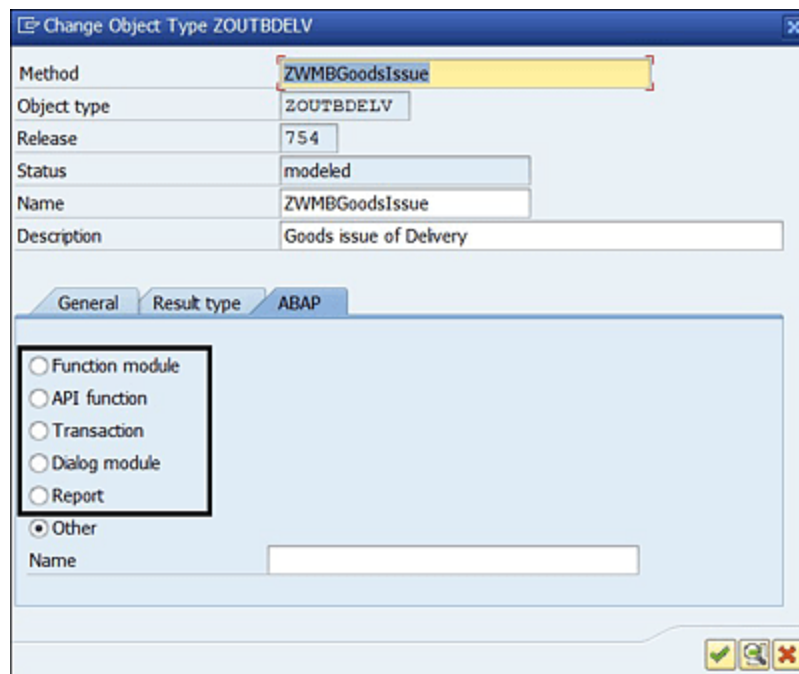 Change Object Type ZOUTBDELV
Method ZWMBGoodsIssue
Object type ZOUTBDELV
Release 754
Status modeled
Name ZWMBGoodsIssue
Description Goods issue of Delvery
General Result type ABAP
Function module
API function
Transaction
Dialog module
Report
Other
Name